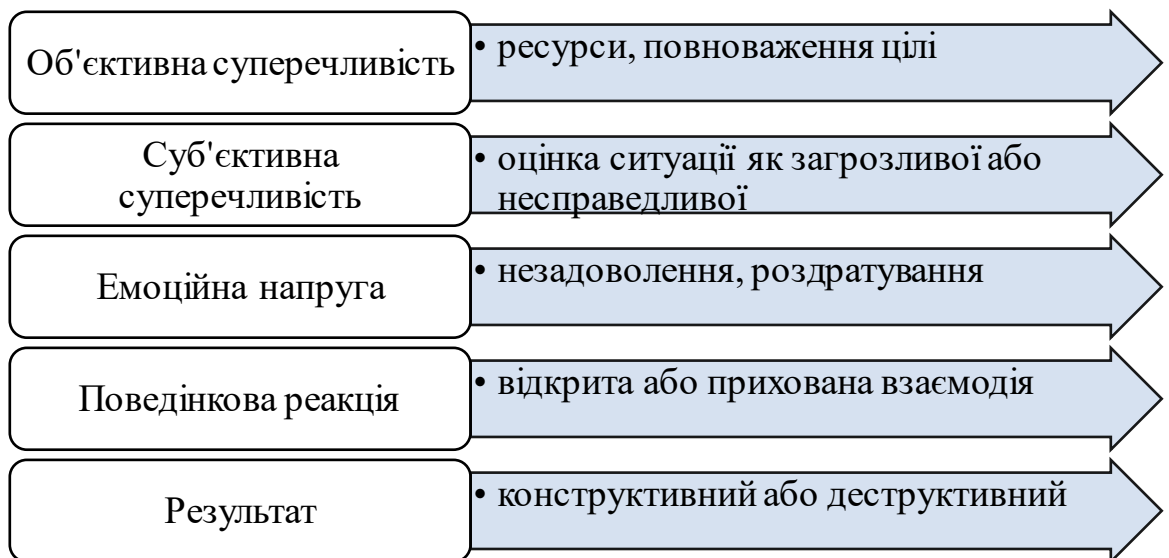 Об'єктивна суперечливість
• ресурси, повноваження цілі
Суб'єктивна
суперечливість
• оцінка ситуації як загрозливої або
несправедливої
Емоційна напруга
• незадоволення, роздратування
Поведінкова реакція
• відкрита або прихована взаємодія
Результат
• конструктивний або деструктивний